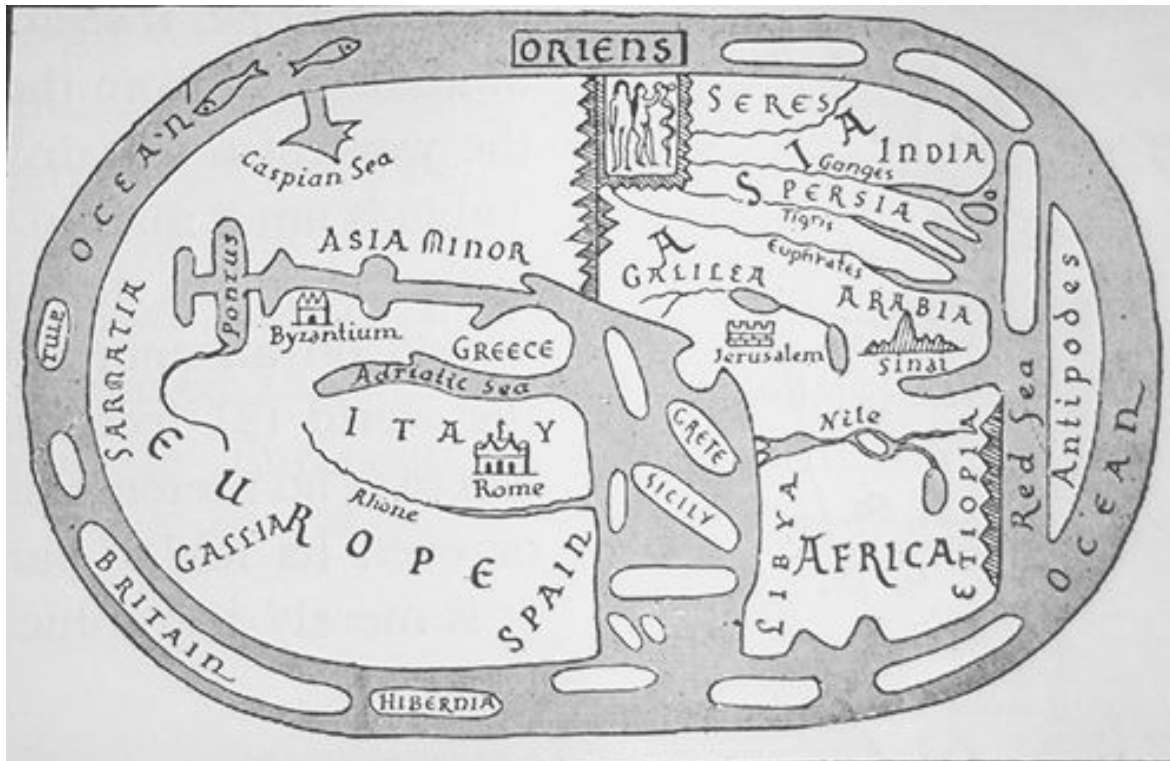 ORIENS
OCEAN
SERES
ASIA
INDIA
Caspian Sea
Ganges
PERSIA
Tigris
Euphrates
ASIA MINOR
GALILEA
ARABIA
Pontus
Byzantium
Jerusalem
Sinai
TULE
SARMATIA
GREECE
Adriatic Sea
Antipodes
Red Sea
OCEAN
CRETE
Nile
ITAY
Rome
SICILY
Rhone
ETIOPIA
LIBYA
AFRICA
EUROPE
GALLIA
SPAIN
BRITAIN
HIBERNIA